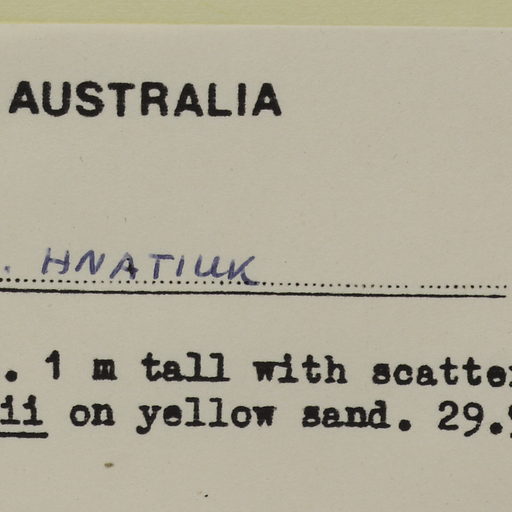 AUSTRALIA
. HNATIUK
. 1 m tall with scatte
ii on yellow sand. 29.